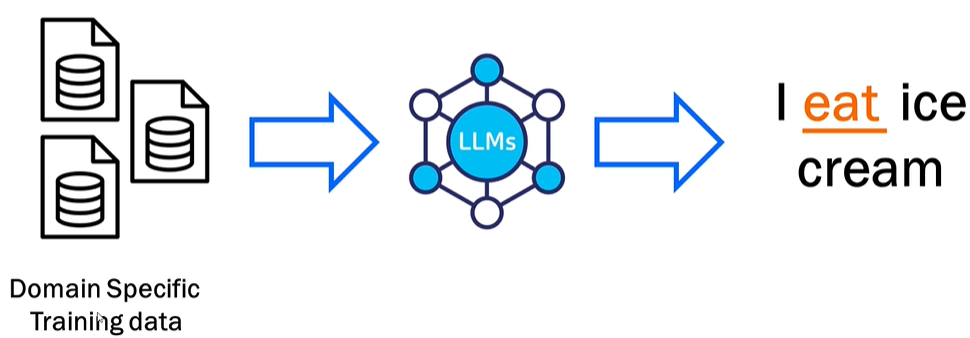 Domain Specific
Training data
LLMs
I eat ice
cream